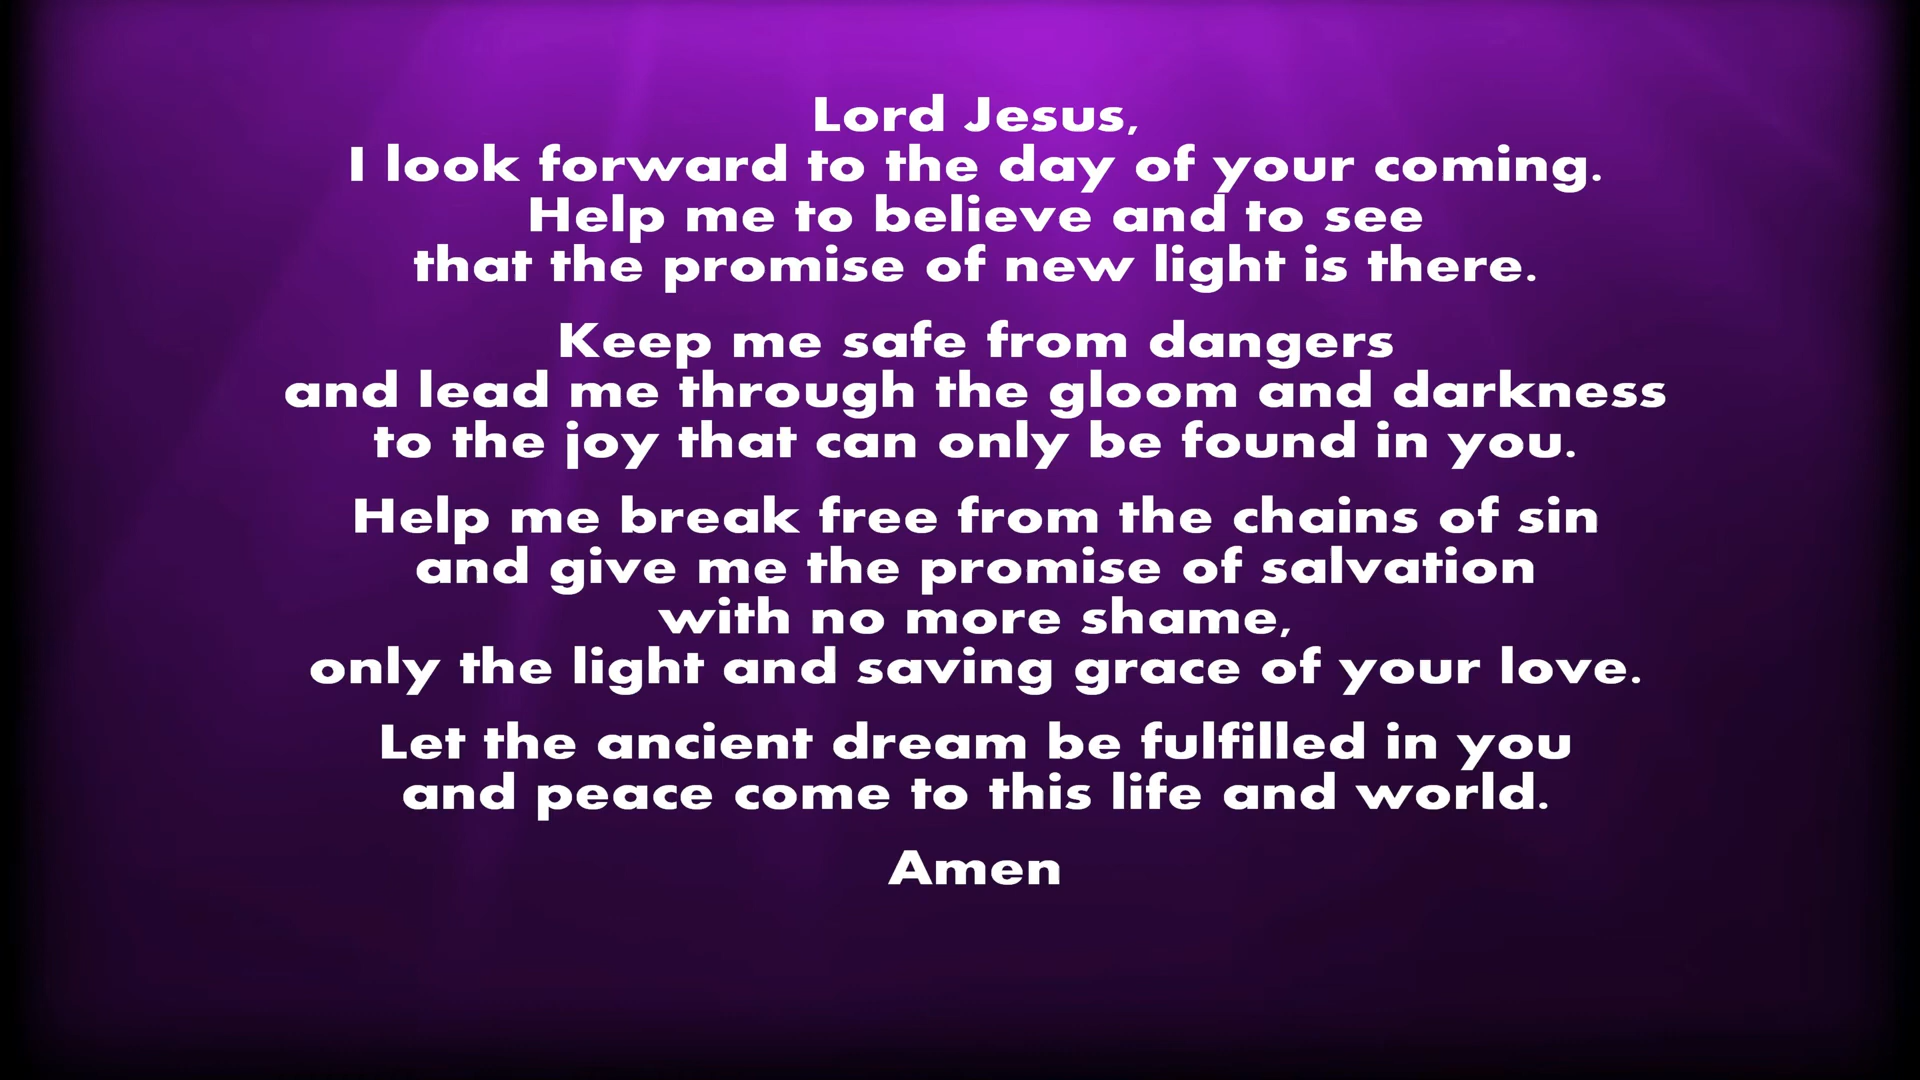 Lord Jesus,
I look forward to the day of your coming.
Help me to believe and to see
that the promise of new light is there.
Keep me safe from dangers
and lead me through the gloom and darkness
to the joy that can only be found in you.
Help me break free from the chains of sin
and give me the promise of salvation
with no more shame,
only the light and saving grace of your love.
Let the ancient dream be fulfilled in you
and peace come to this life and world.
Amen